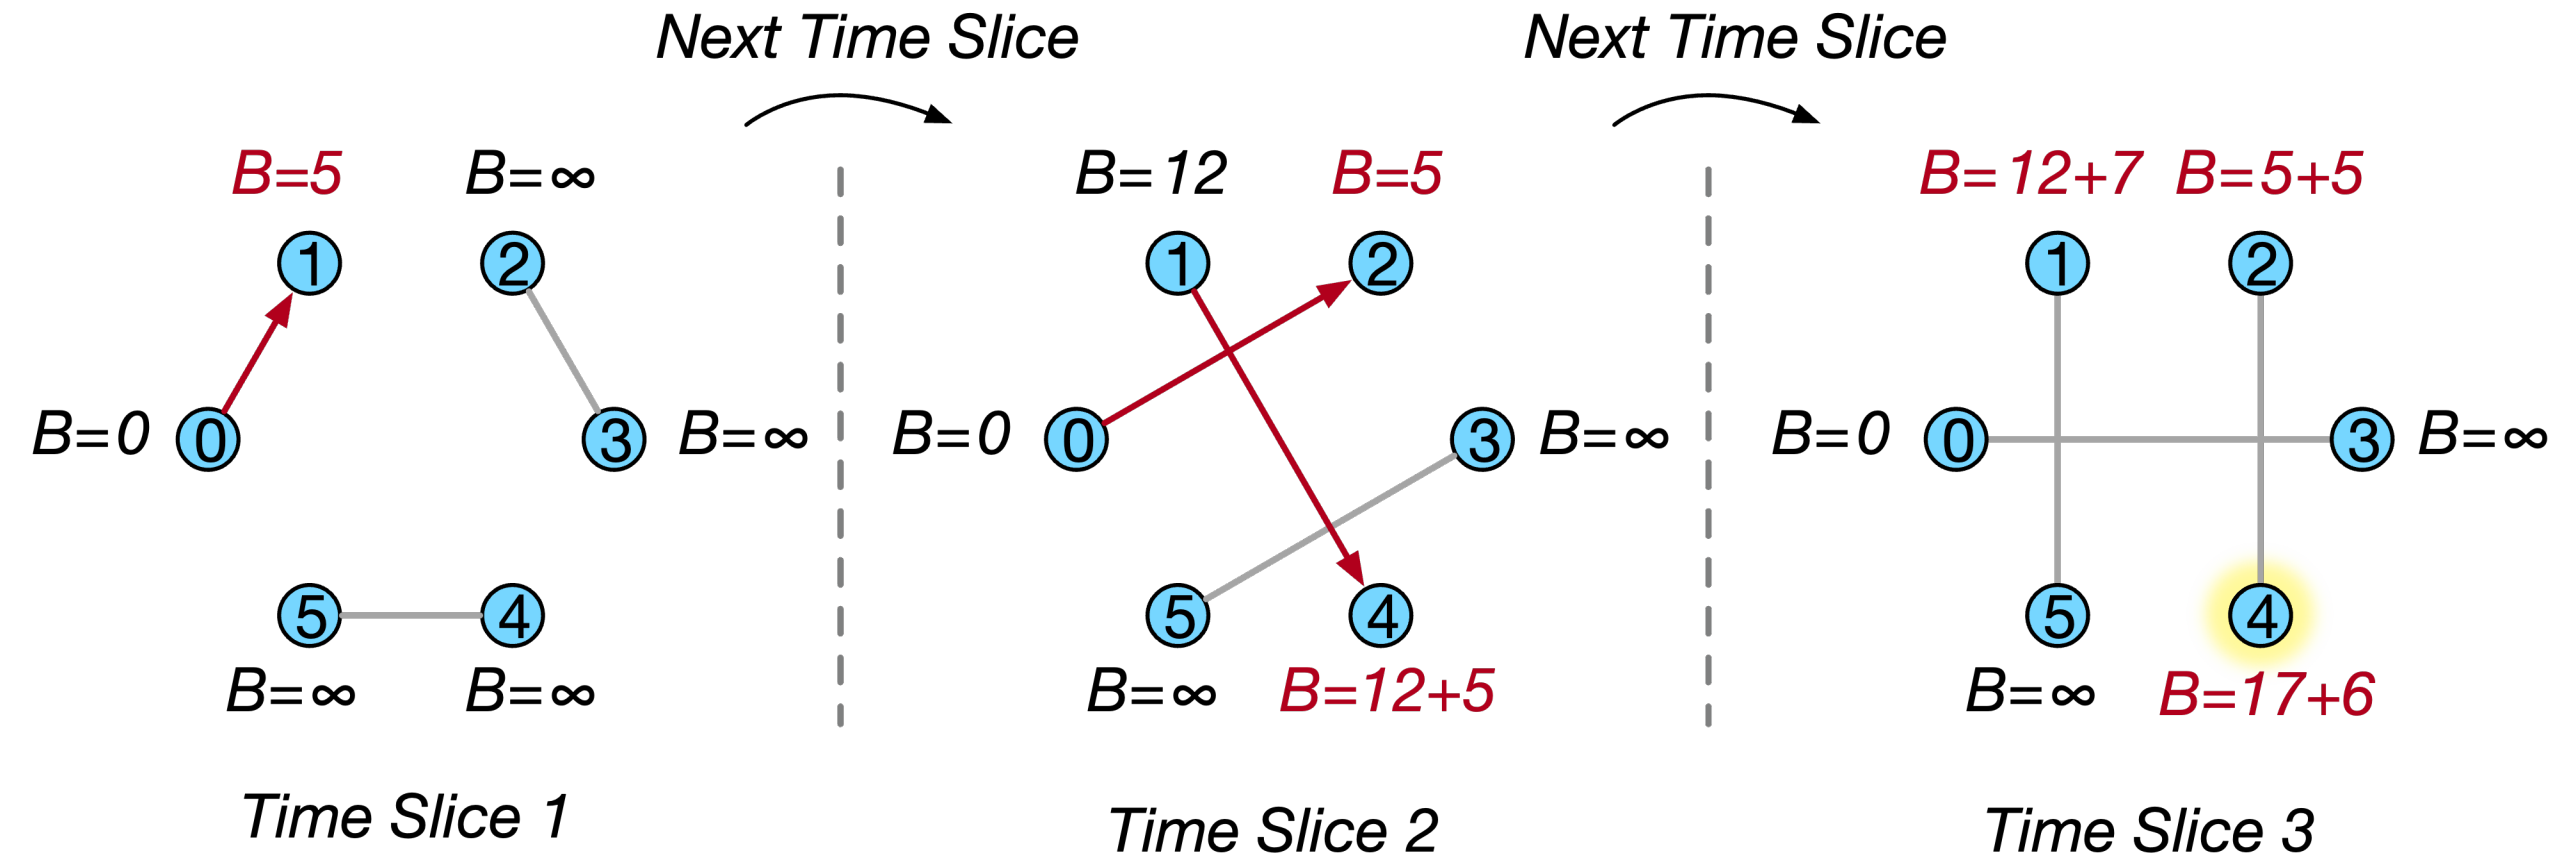 Next Time Slice
Next Time Slice
B=5
B=∞
1
2
B=0
0
3
B=∞
5
4
B=∞
B=∞
Time Slice 1
B=12
B=5
1
2
B=0
0
3
B=∞
5
4
B=∞
B=12+5
Time Slice 2
B=12+7
B=5+5
1
2
B=0
0
3
B=∞
5
4
B=∞
B=17+6
Time Slice 3